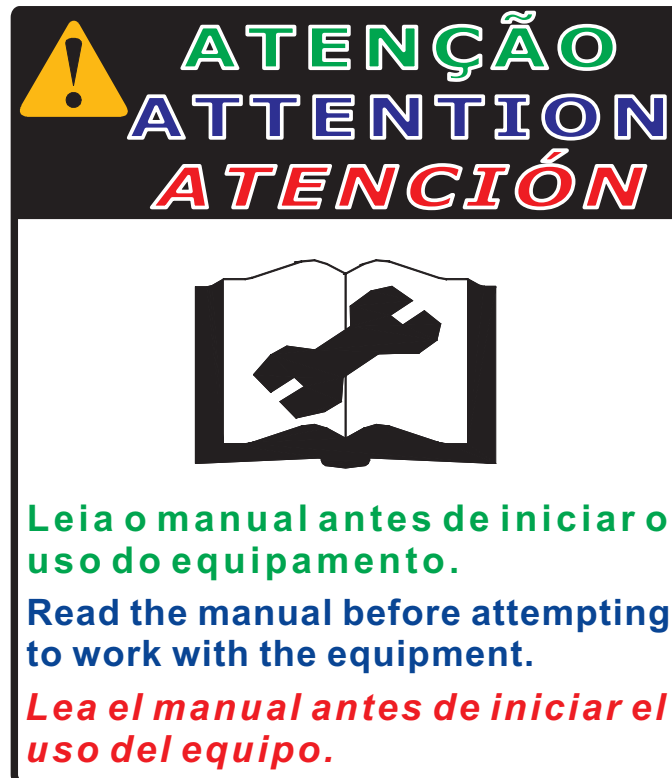 ATENÇÃO
ATTENTION
ATENCIÓN
Leia o manual antes de iniciar o
uso do equipamento.
Read the manual before attempting
to work with the equipment.
Lea el manual antes de iniciar el
uso del equipo.